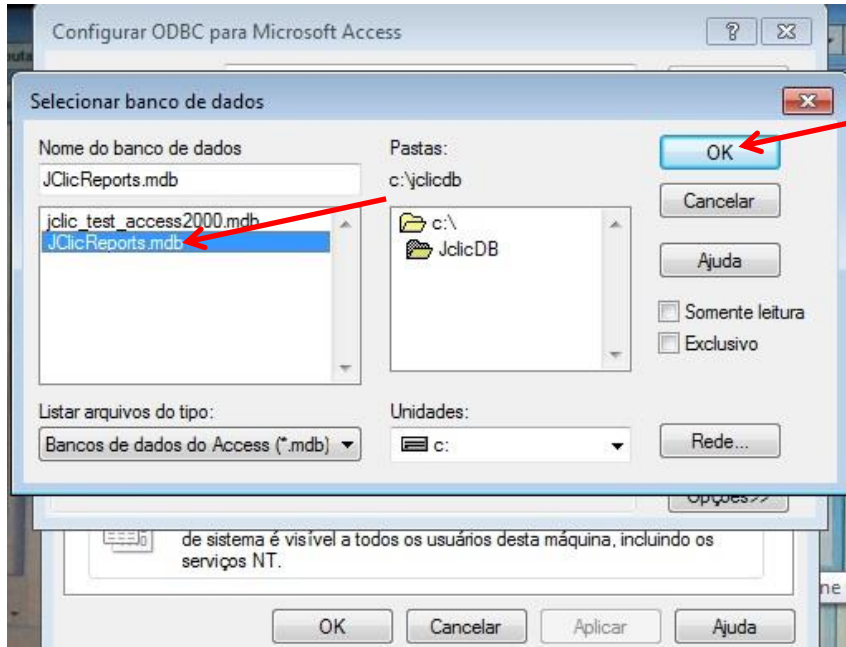 Configurar ODBC para Microsoft Access
Selecionar banco de dados
Nome do banco de dados
JClicReports.mdb
jclic_test_access2000.mdb
JClicReports.mdb
Listar arquivos do tipo:
Bancos de dados do Access (*.mdb)
Pastas:
c:\jclicdb
c:\
JclicDB
Unidades:
c:
OK
Cancelar
Ajuda
Somente leitura
Exclusivo
Rede...
Opções>>
de sistema é visível a todos os usuários desta máquina, incluindo os
serviços NT.
OK
Cancelar
Aplicar
Ajuda
ne